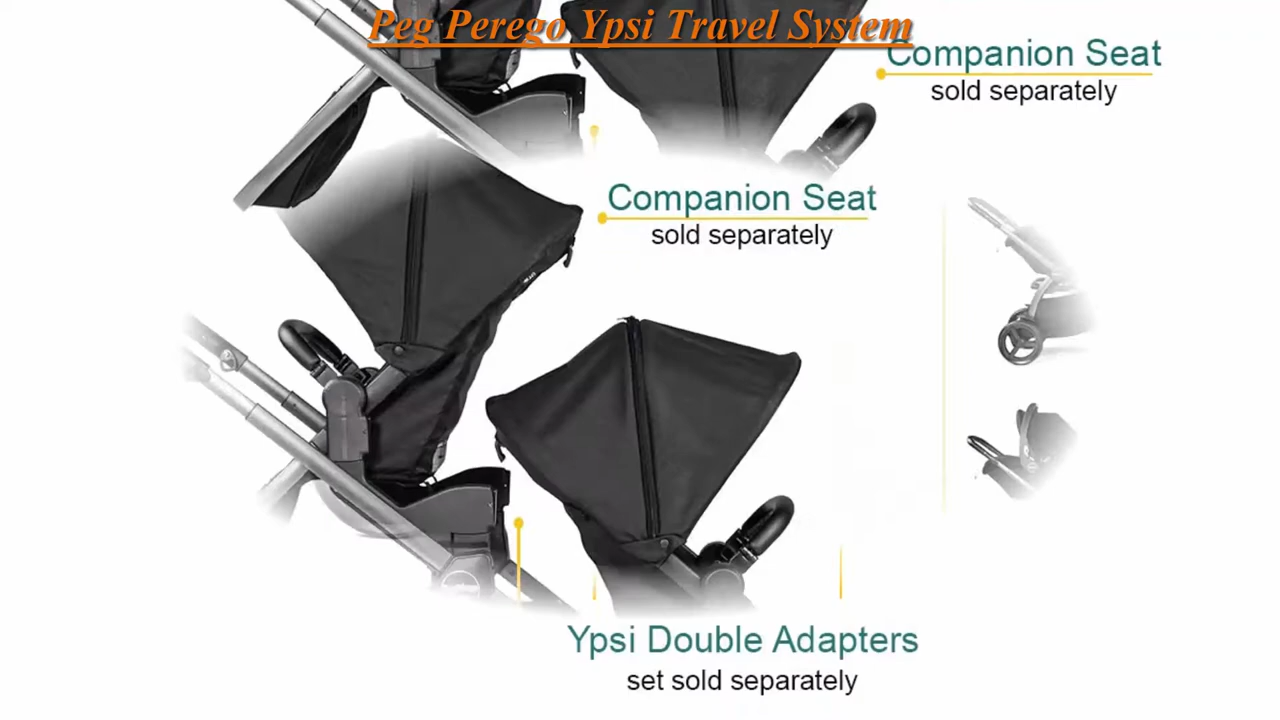 Peg Perego Ypsi Travel System
Companion Seat
sold separately
Companion Seat
sold separately
Ypsi Double Adapters
set sold separately